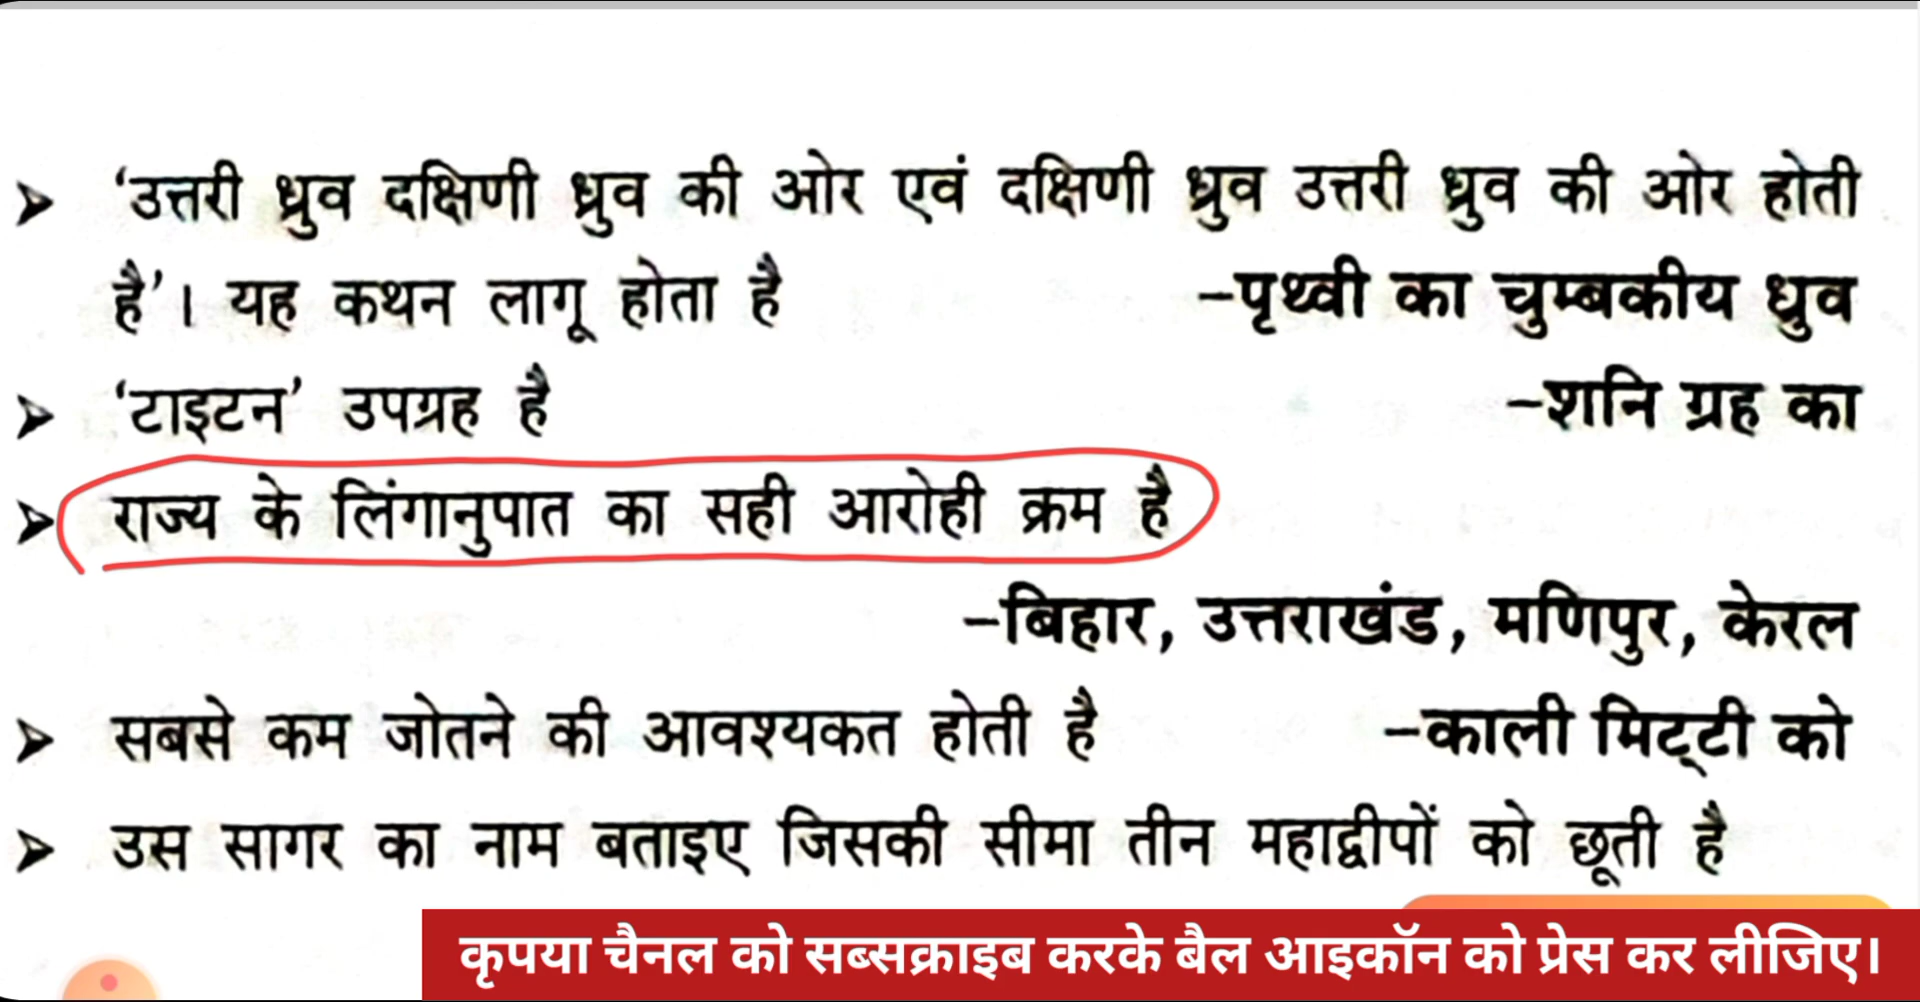 ➤ ‘उत्तरी ध्रुव दक्षिणी ध्रुव की ओर एवं दक्षिणी ध्रुव उत्तरी ध्रुव की ओर होती
है’। यह कथन लागू होता है –पृथ्वी का चुम्बकीय ध्रुव
➤ ‘टाइटन’ उपग्रह है –शनि ग्रह का
➤ राज्य के लिंगानुपात का सही आरोही क्रम है
–बिहार, उत्तराखंड, मणिपुर, केरल
➤ सबसे कम जोतने की आवश्यकत होती है –काली मिट्टी को
➤ उस सागर का नाम बताइए जिसकी सीमा तीन महाद्वीपों को छूती है
कृपया चैनल को सब्सक्राइब करके बैल आइकॉन को प्रेस कर लीजिए।